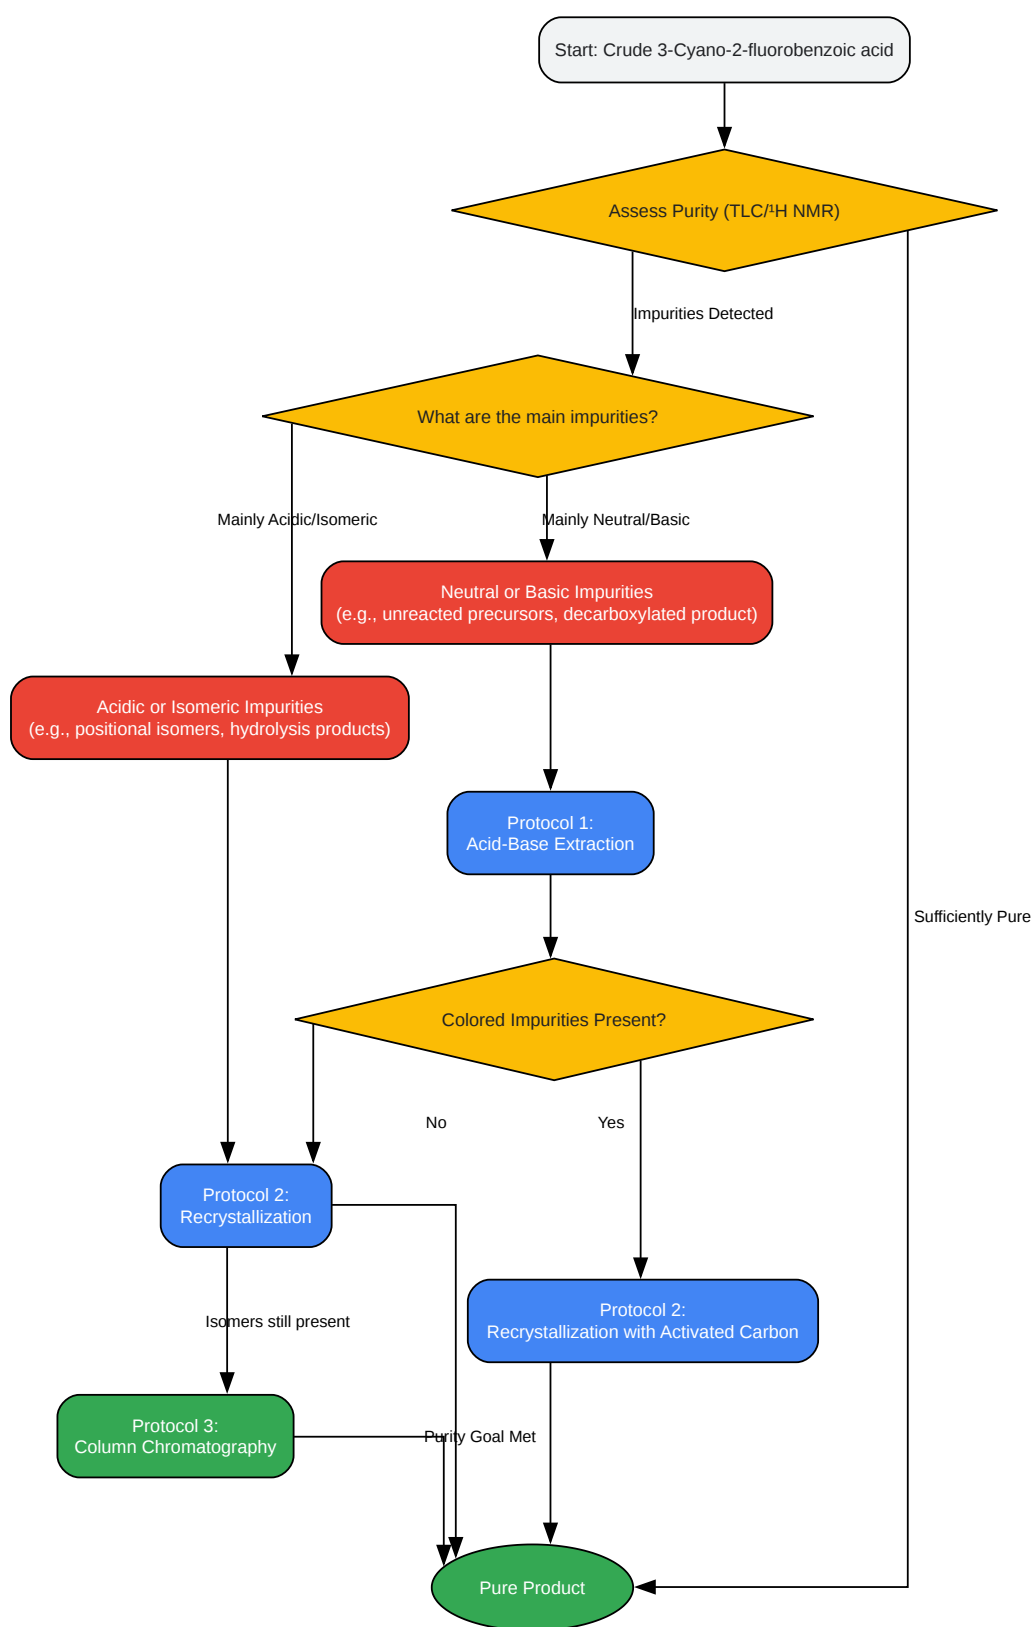 Start: Crude 3-Cyano-2-fluorobenzoic acid
Assess Purity (TLC/¹H NMR)
Impurities Detected
What are the main impurities?
Mainly Acidic/Isomeric
Mainly Neutral/Basic
Neutral or Basic Impurities
(e.g., unreacted precursors, decarboxylated product)
Acidic or Isomeric Impurities
(e.g., positional isomers, hydrolysis products)
Protocol 1:
Acid-Base Extraction
Sufficiently Pure
Colored Impurities Present?
No
Yes
Protocol 2:
Recrystallization
Protocol 2:
Recrystallization with Activated Carbon
Isomers still present
Protocol 3:
Column Chromatography
Purity Goal Met
Pure Product